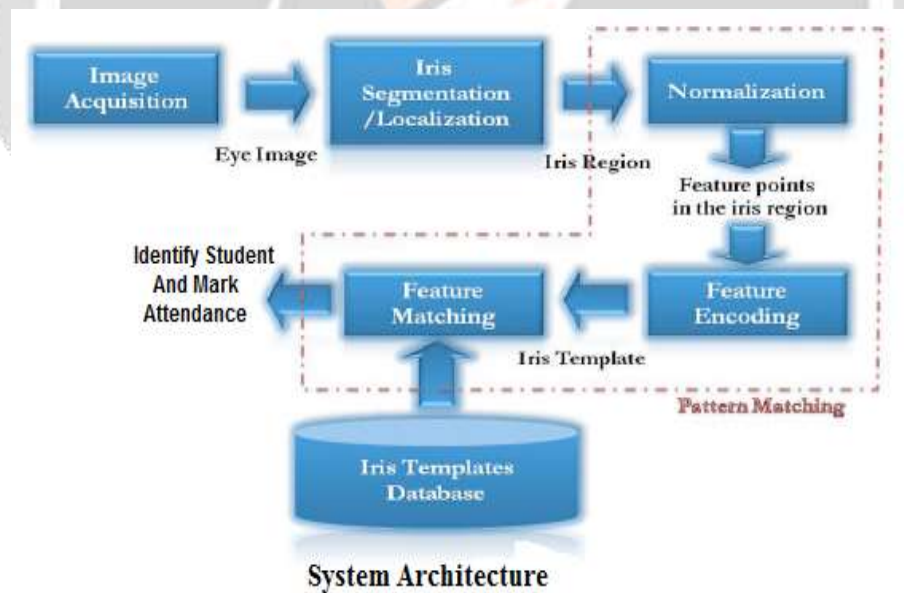 Image
Acquisition
Eye Image
Iris
Segmentation
/Localization
Iris Region
Normalization
Feature points
in the iris region
Feature
Encoding
Iris Template
Feature
Matching
Identify Student
And Mark
Attendance
Pattern Matching
Iris Templates
Database
System Architecture